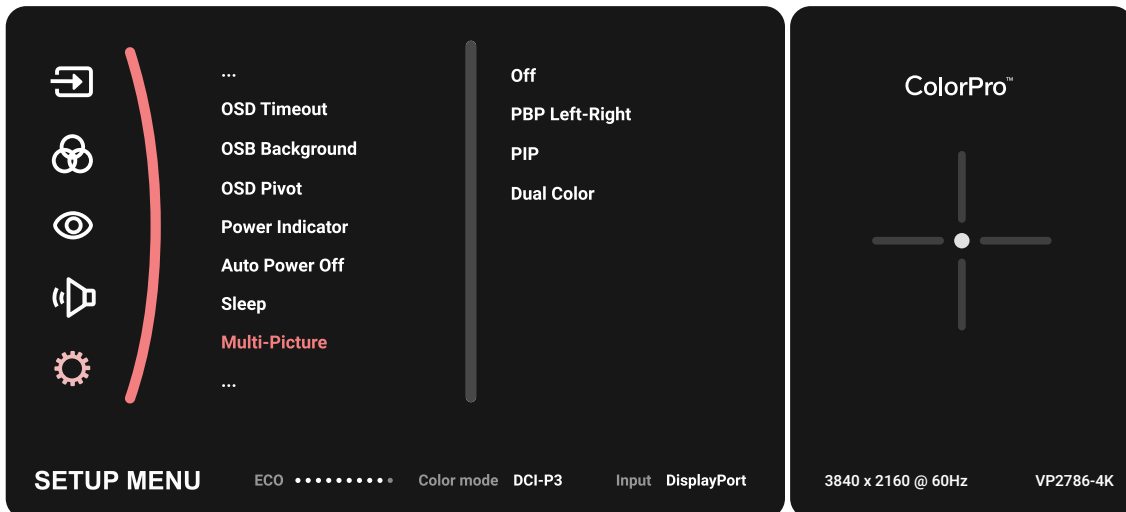 ...
OSD Timeout
OSB Background
OSD Pivot
Power Indicator
Auto Power Off
Sleep
Multi-Picture
...
Off
PBP Left-Right
PIP
Dual Color
SETUP MENU
ECO
Color mode DCI-P3
Input DisplayPort
ColorPro™
3840 x 2160 @ 60Hz
VP2786-4K